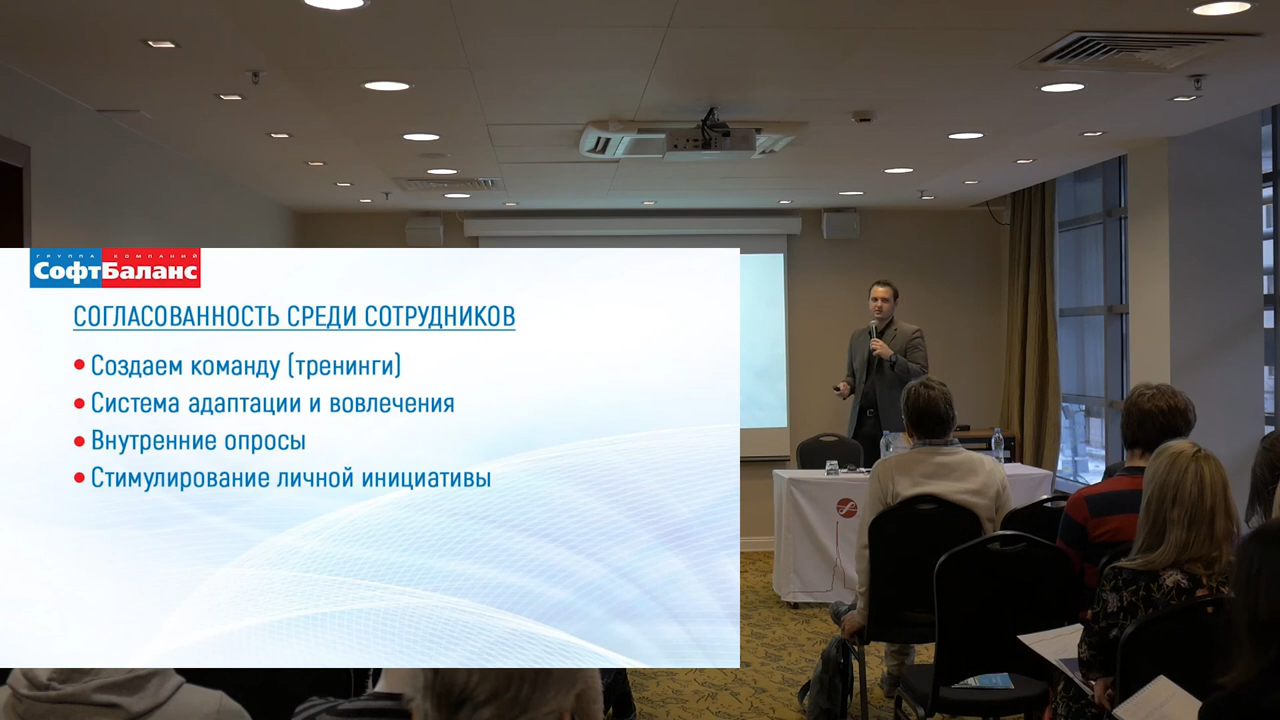 ГРУППА КОМПАНИЙ
СофтБаланс
СОГЛАСОВАННОСТЬ СРЕДИ СОТРУДНИКОВ
• Создаем команду (тренинги)
• Система адаптации и вовлечения
• Внутренние опросы
• Стимулирование личной инициативы